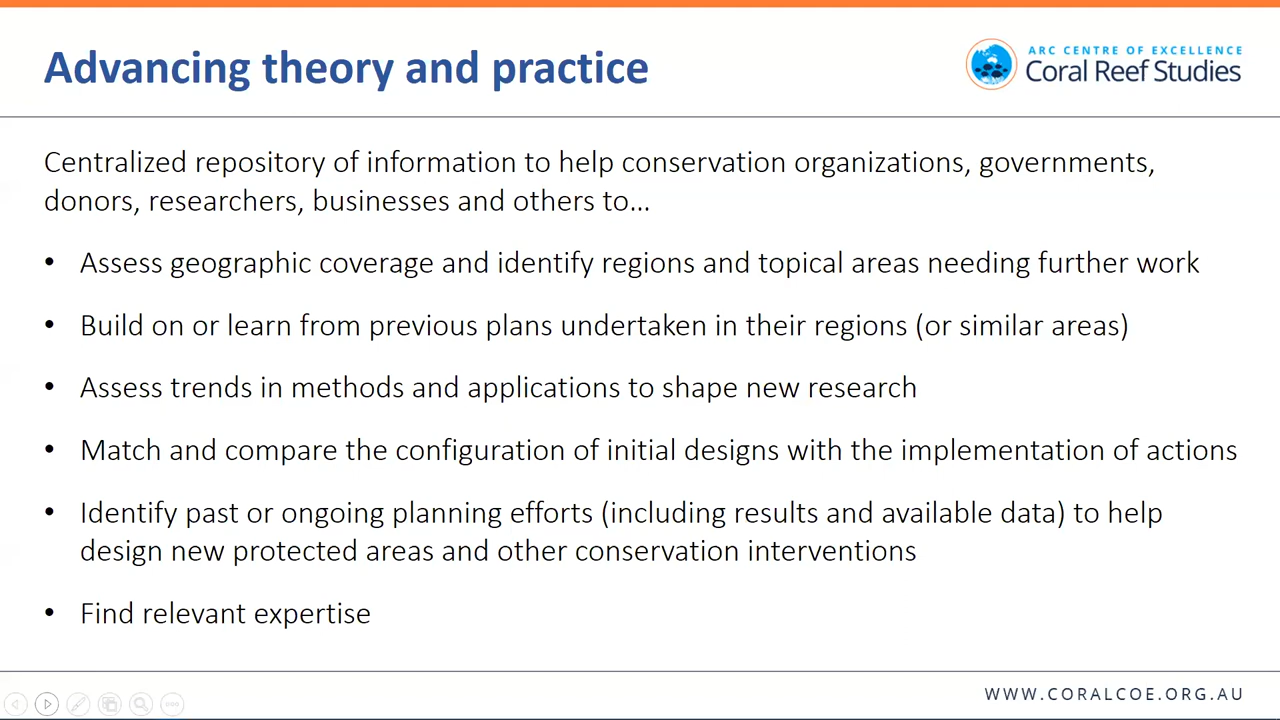 Advancing theory and practice
ARC CENTRE OF EXCELLENCE
Coral Reef Studies
Centralized repository of information to help conservation organizations, governments,
donors, researchers, businesses and others to...
• Assess geographic coverage and identify regions and topical areas needing further work
• Build on or learn from previous plans undertaken in their regions (or similar areas)
• Assess trends in methods and applications to shape new research
• Match and compare the configuration of initial designs with the implementation of actions
• Identify past or ongoing planning efforts (including results and available data) to help
design new protected areas and other conservation interventions
• Find relevant expertise
WWW.CORALCOE.ORG.AU